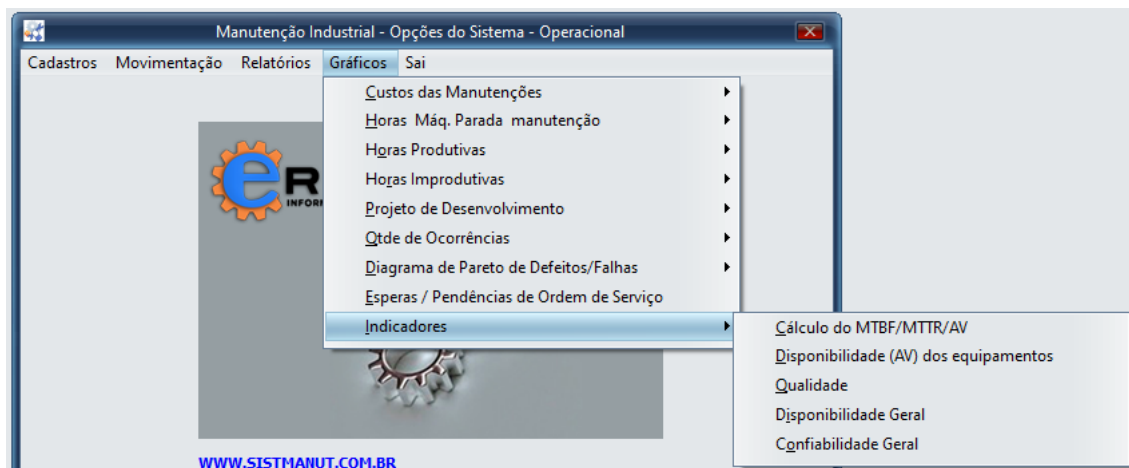 Manutenção Industrial - Opções do Sistema - Operacional
Cadastros Movimentação Relatórios Gráficos Sai
Custos das Manutenções
Horas Máq. Parada manutenção
Horas Produtivas
Horas Improdutivas
Projeto de Desenvolvimento
Qtde de Ocorrências
Diagrama de Pareto de Defeitos/Falhas
Esperas / Pendências de Ordem de Serviço
Indicadores
Cálculo do MTBF/MTTR/AV
Disponibilidade (AV) dos equipamentos
Qualidade
Disponibilidade Geral
Confiabilidade Geral
eR
WWW.SISTMANUT.COM.BR